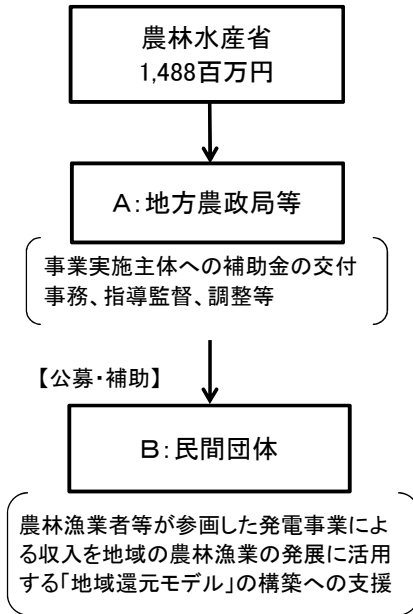 農林水産省
1,488百万円
A:地方農政局等
事業実施主体への補助金の交付
事務、指導監督、調整等
【公募・補助】
B:民間団体
農林漁業者等が参画した発電事業によ
る収入を地域の農林漁業の発展に活用
する「地域還元モデル」の構築への支援